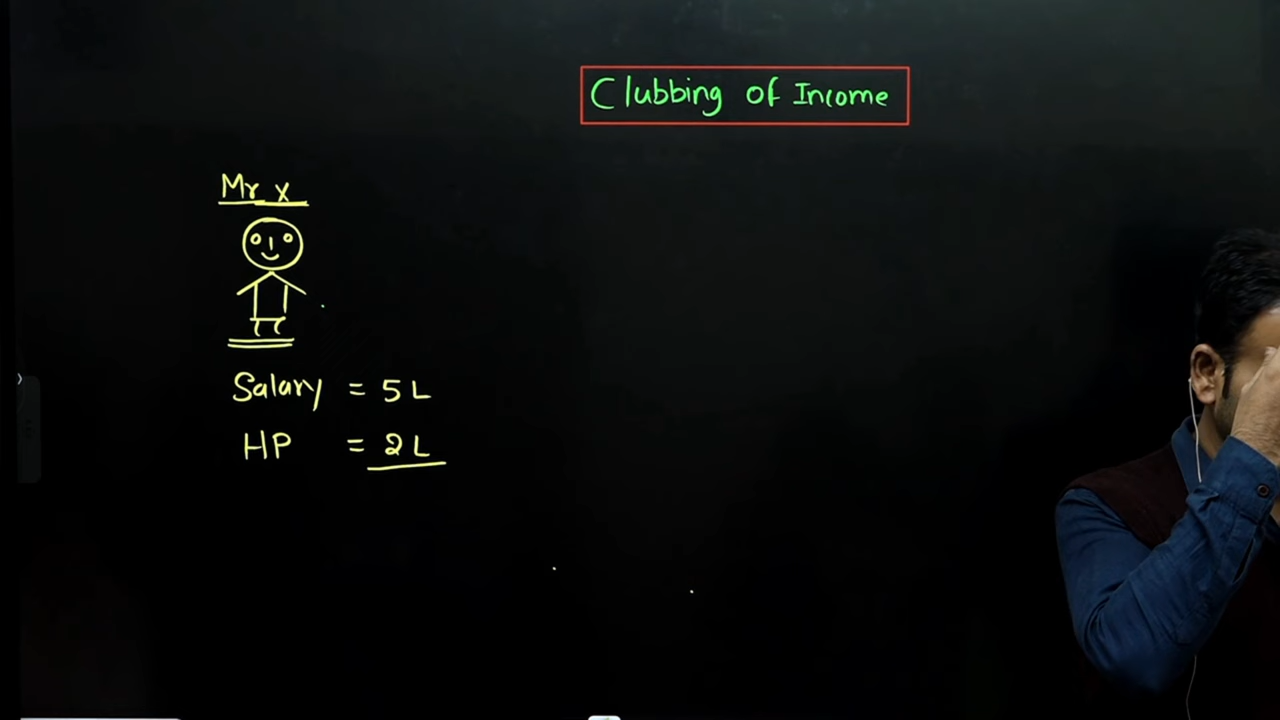 Clubbing of Income
Mr X
Salary = 5 L
HP = 2 L